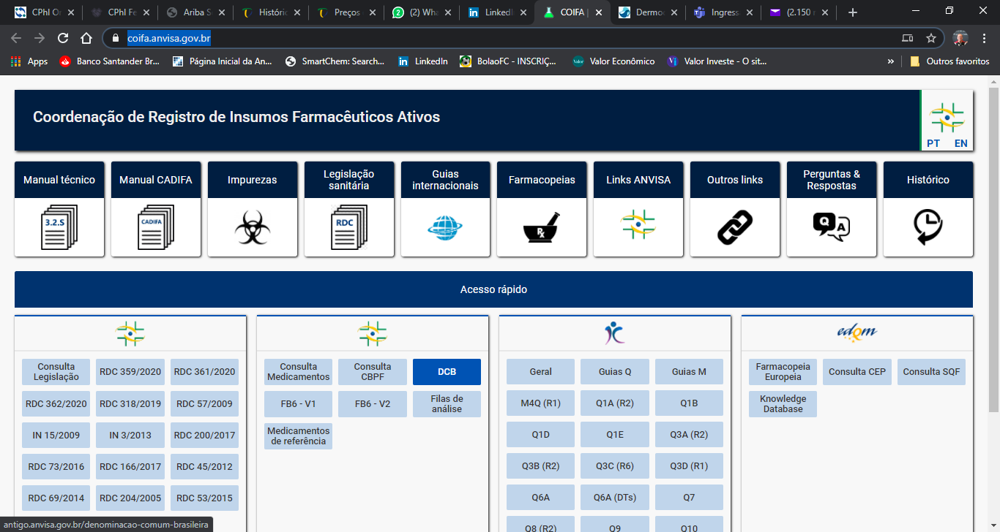 CPhI O
CPhI Fe
Ariba S
Históric
Preços
(2) Wha
LinkedI
COIFA |
Dermo
Ingress
(2.150
coifa.anvisa.gov.br
Apps
Banco Santander Br...
Página Inicial da An...
SmartChem: Search...
LinkedIn
BolaoFC - INSCRIÇ...
Valor Econômico
Valor Investe - O sit...
»
Outros favoritos
Coordenação de Registro de Insumos Farmacêuticos Ativos
PT EN
Manual técnico
Manual CADIFA
Impurezas
Legislação
sanitária
Guias
internacionais
Farmacopeias
Links ANVISA
Outros links
Perguntas &
Respostas
Histórico
3.2.S
CADIFA
RDC
Rx
Q
A
Acesso rápido
Consulta
Legislação
RDC 359/2020
RDC 361/2020
RDC 362/2020
RDC 318/2019
RDC 57/2009
IN 15/2009
IN 3/2013
RDC 200/2017
RDC 73/2016
RDC 166/2017
RDC 45/2012
RDC 69/2014
RDC 204/2005
RDC 53/2015
Consulta
Medicamentos
Consulta
CBPF
DCB
FB6 - V1
FB6 - V2
Filas de
análise
Medicamentos
de referência
Geral
Guias Q
Guias M
M4Q (R1)
Q1A (R2)
Q1B
Q1D
Q1E
Q3A (R2)
Q3B (R2)
Q3C (R6)
Q3D (R1)
Q6A
Q6A (DTs)
Q7
Q8 (R2)
Q9
Q10
edQm
Farmacopeia
Europeia
Consulta CEP
Consulta SQF
Knowledge
Database
antigo.anvisa.gov.br/denominacao-comum-brasileira